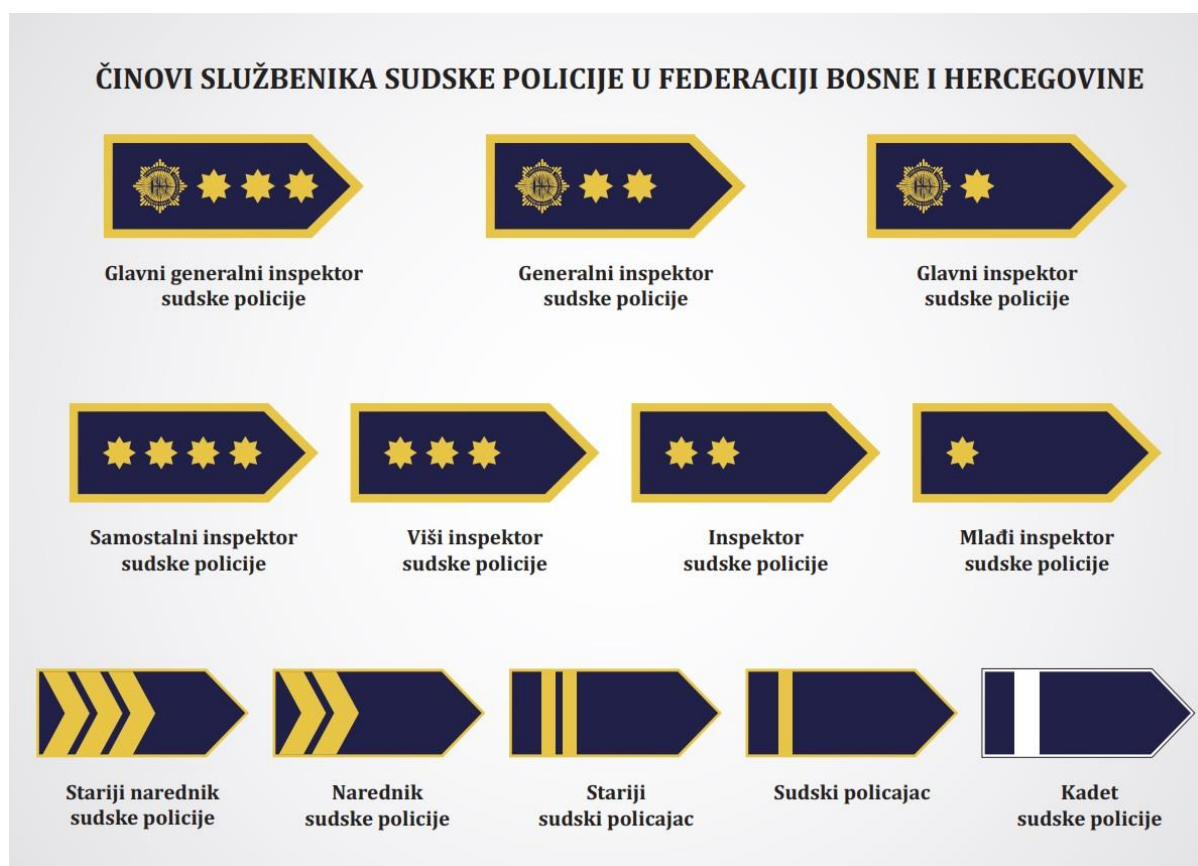 ČINOVI SLUŽBENIKA SUDSKE POLICIJE U FEDERACIJI BOSNE I HERCEGOVINE
Glavni generalni inspektor
sudske policije
Generalni inspektor
sudske policije
Glavni inspektor
sudske policije
Samostalni inspektor
sudske policije
Viši inspektor
sudske policije
Inspektor
sudske policije
Mlađi inspektor
sudske policije
Stariji narednik
sudske policije
Narednik
sudske policije
Stariji
sudski policajac
Sudski policajac
Kadet
sudske policije